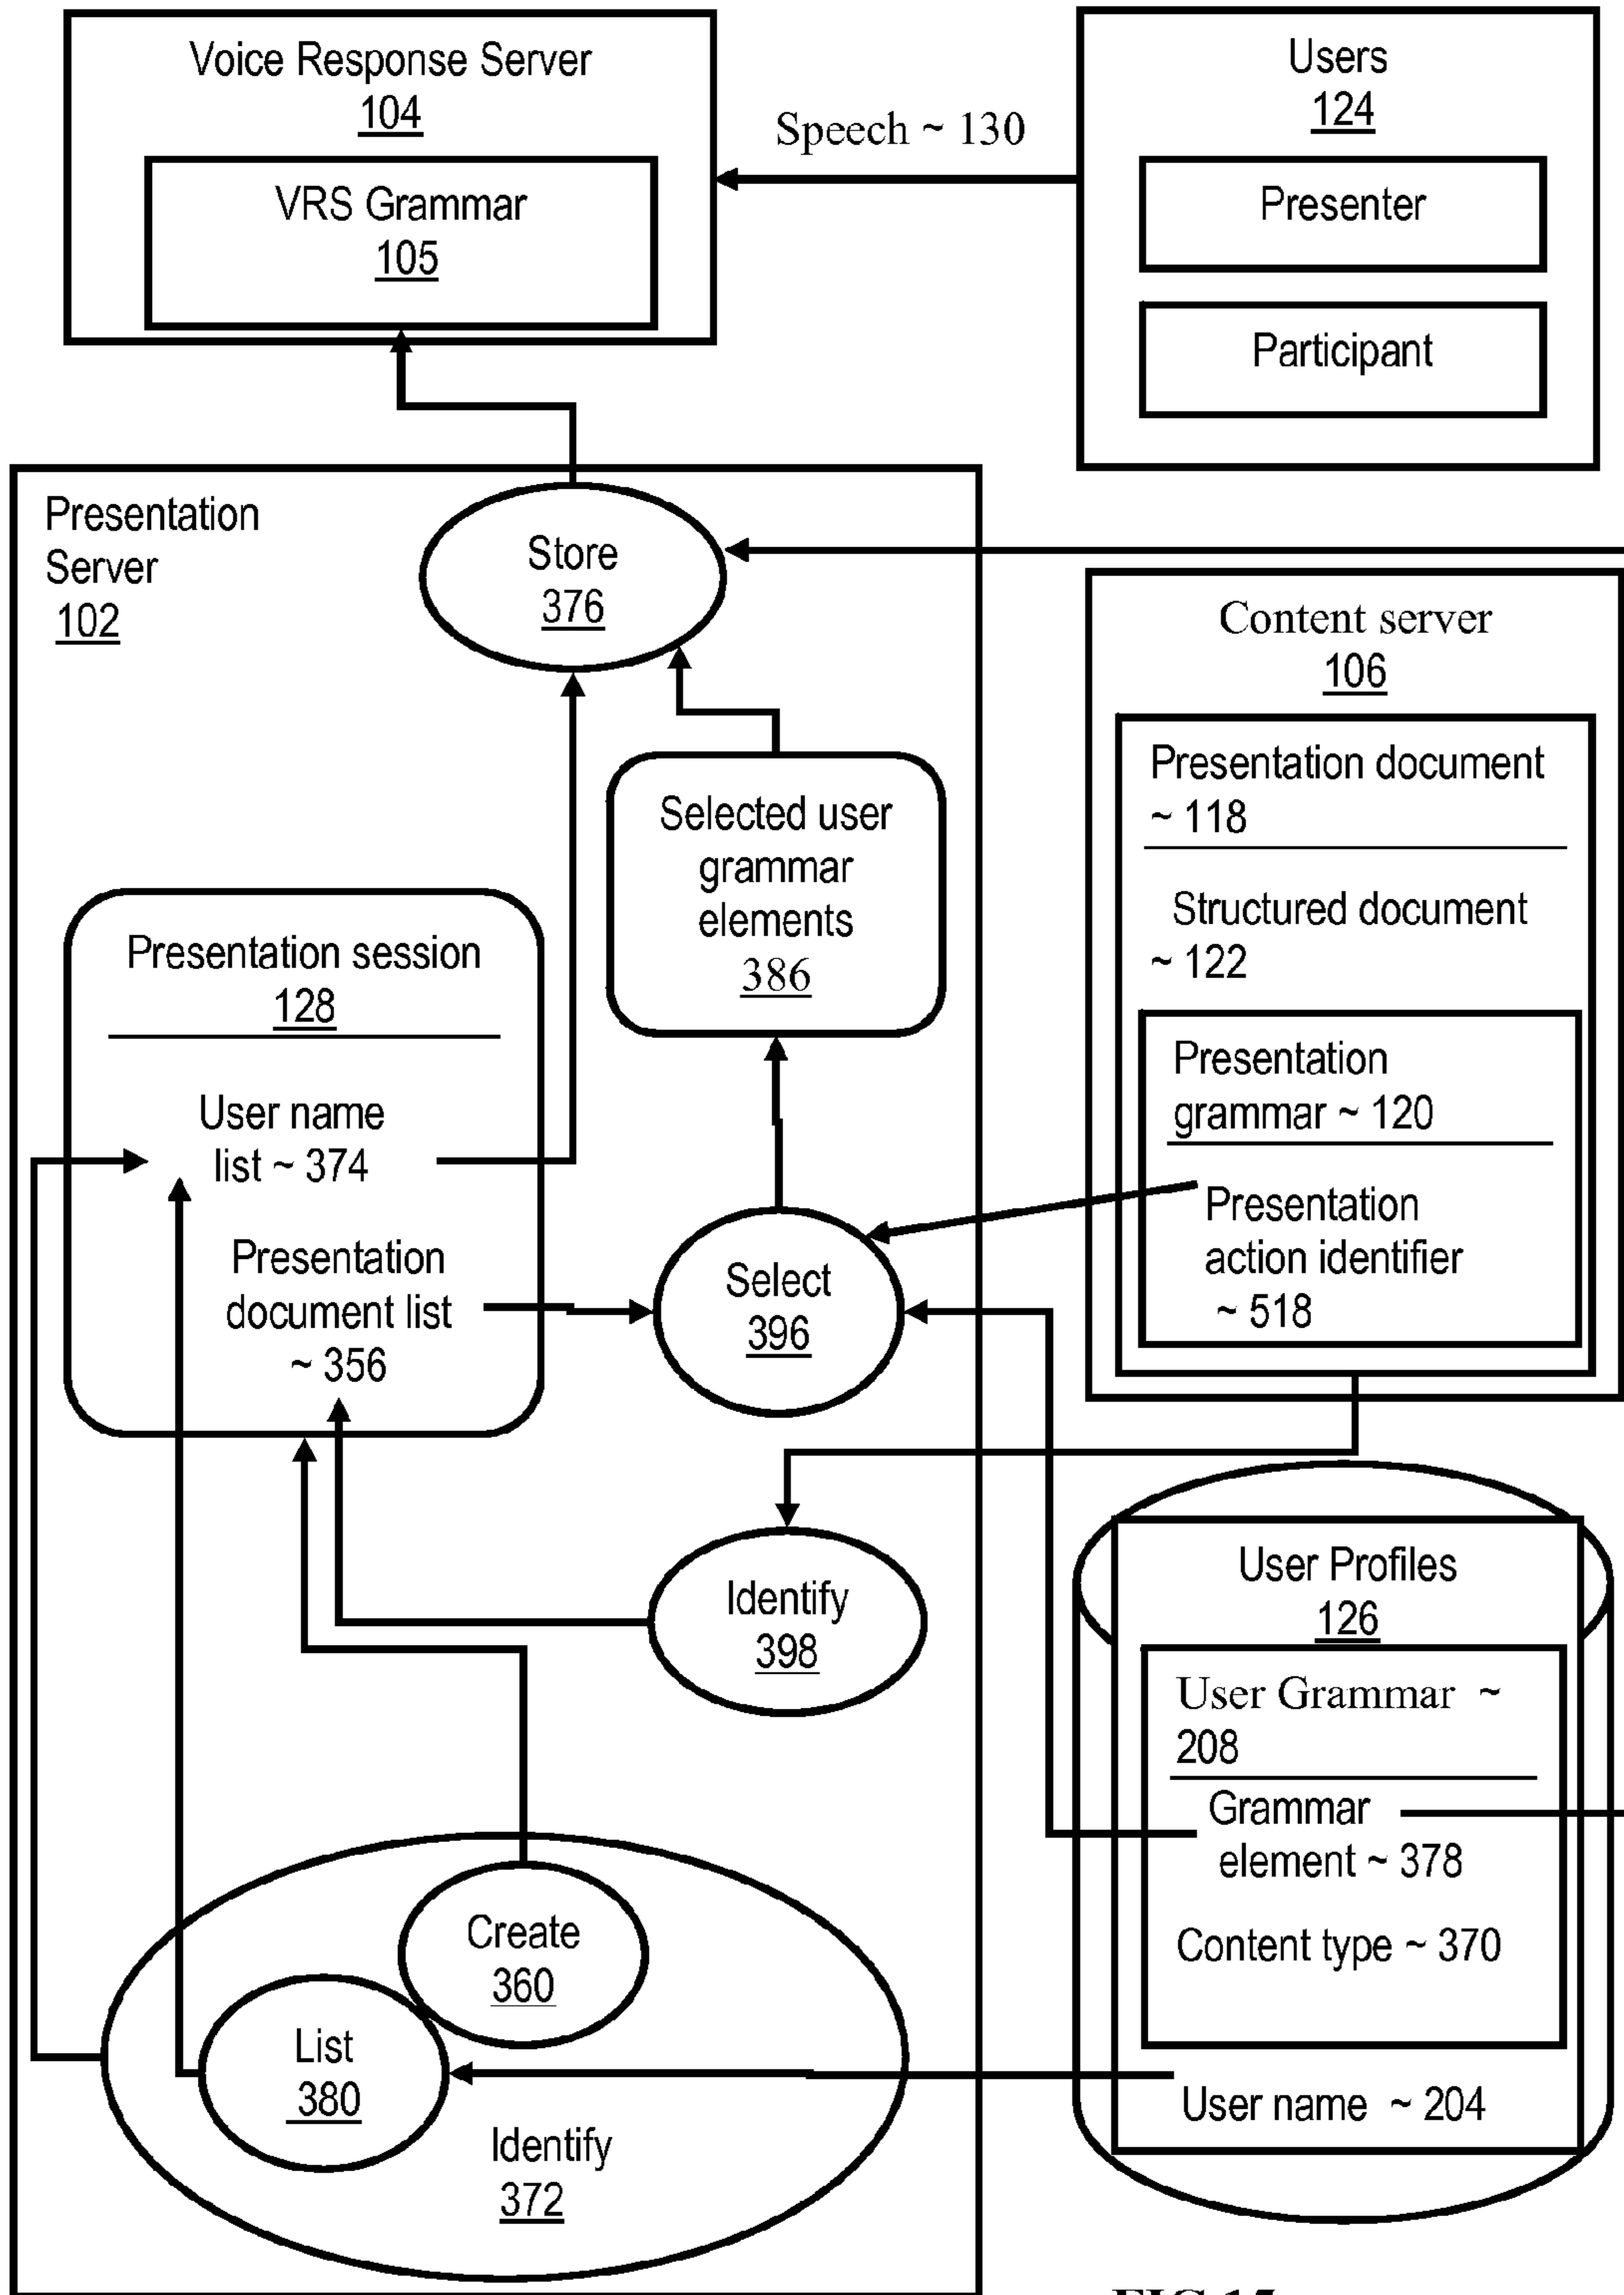 Voice Response Server
104
VRS Grammar
105
Speech ~ 130
Users
124
Presenter
Participant
Presentation
Server
102
Store
376
Content server
106
Presentation document
~ 118
Structured document
~ 122
Presentation
grammar ~ 120
Presentation
action identifier
~ 518
Selected user
grammar
elements
386
Presentation session
128
User name
list ~ 374
Presentation
document list
~ 356
Select
396
Identify
398
User Profiles
126
User Grammar ~
208
Grammar
element ~ 378
Content type ~ 370
User name ~ 204
Create
360
List
380
Identify
372